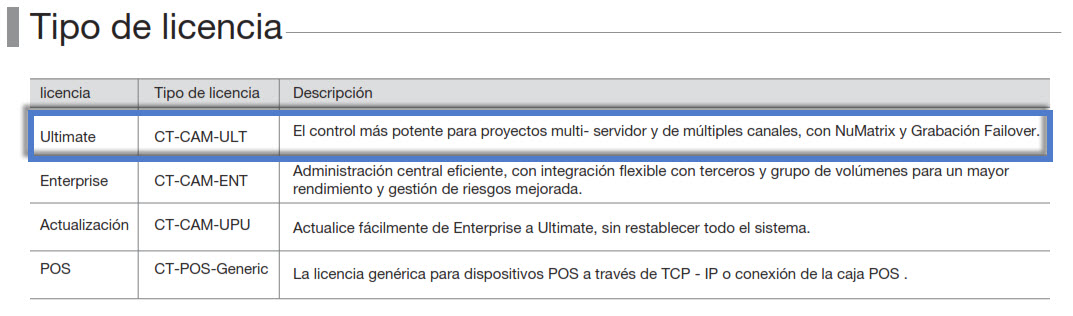 Tipo de licencia
licencia Tipo de licencia Descripción
Ultimate CT-CAM-ULT El control más potente para proyectos multi- servidor y de múltiples canales, con NuMatrix y Grabación Failover.
Enterprise CT-CAM-ENT Administración central eficiente, con integración flexible con terceros y grupo de volúmenes para un mayor
rendimiento y gestión de riesgos mejorada.
Actualización CT-CAM-UPU Actualice fácilmente de Enterprise a Ultimate, sin restablecer todo el sistema.
POS CT-POS-Generic La licencia genérica para dispositivos POS a través de TCP - IP o conexión de la caja POS .